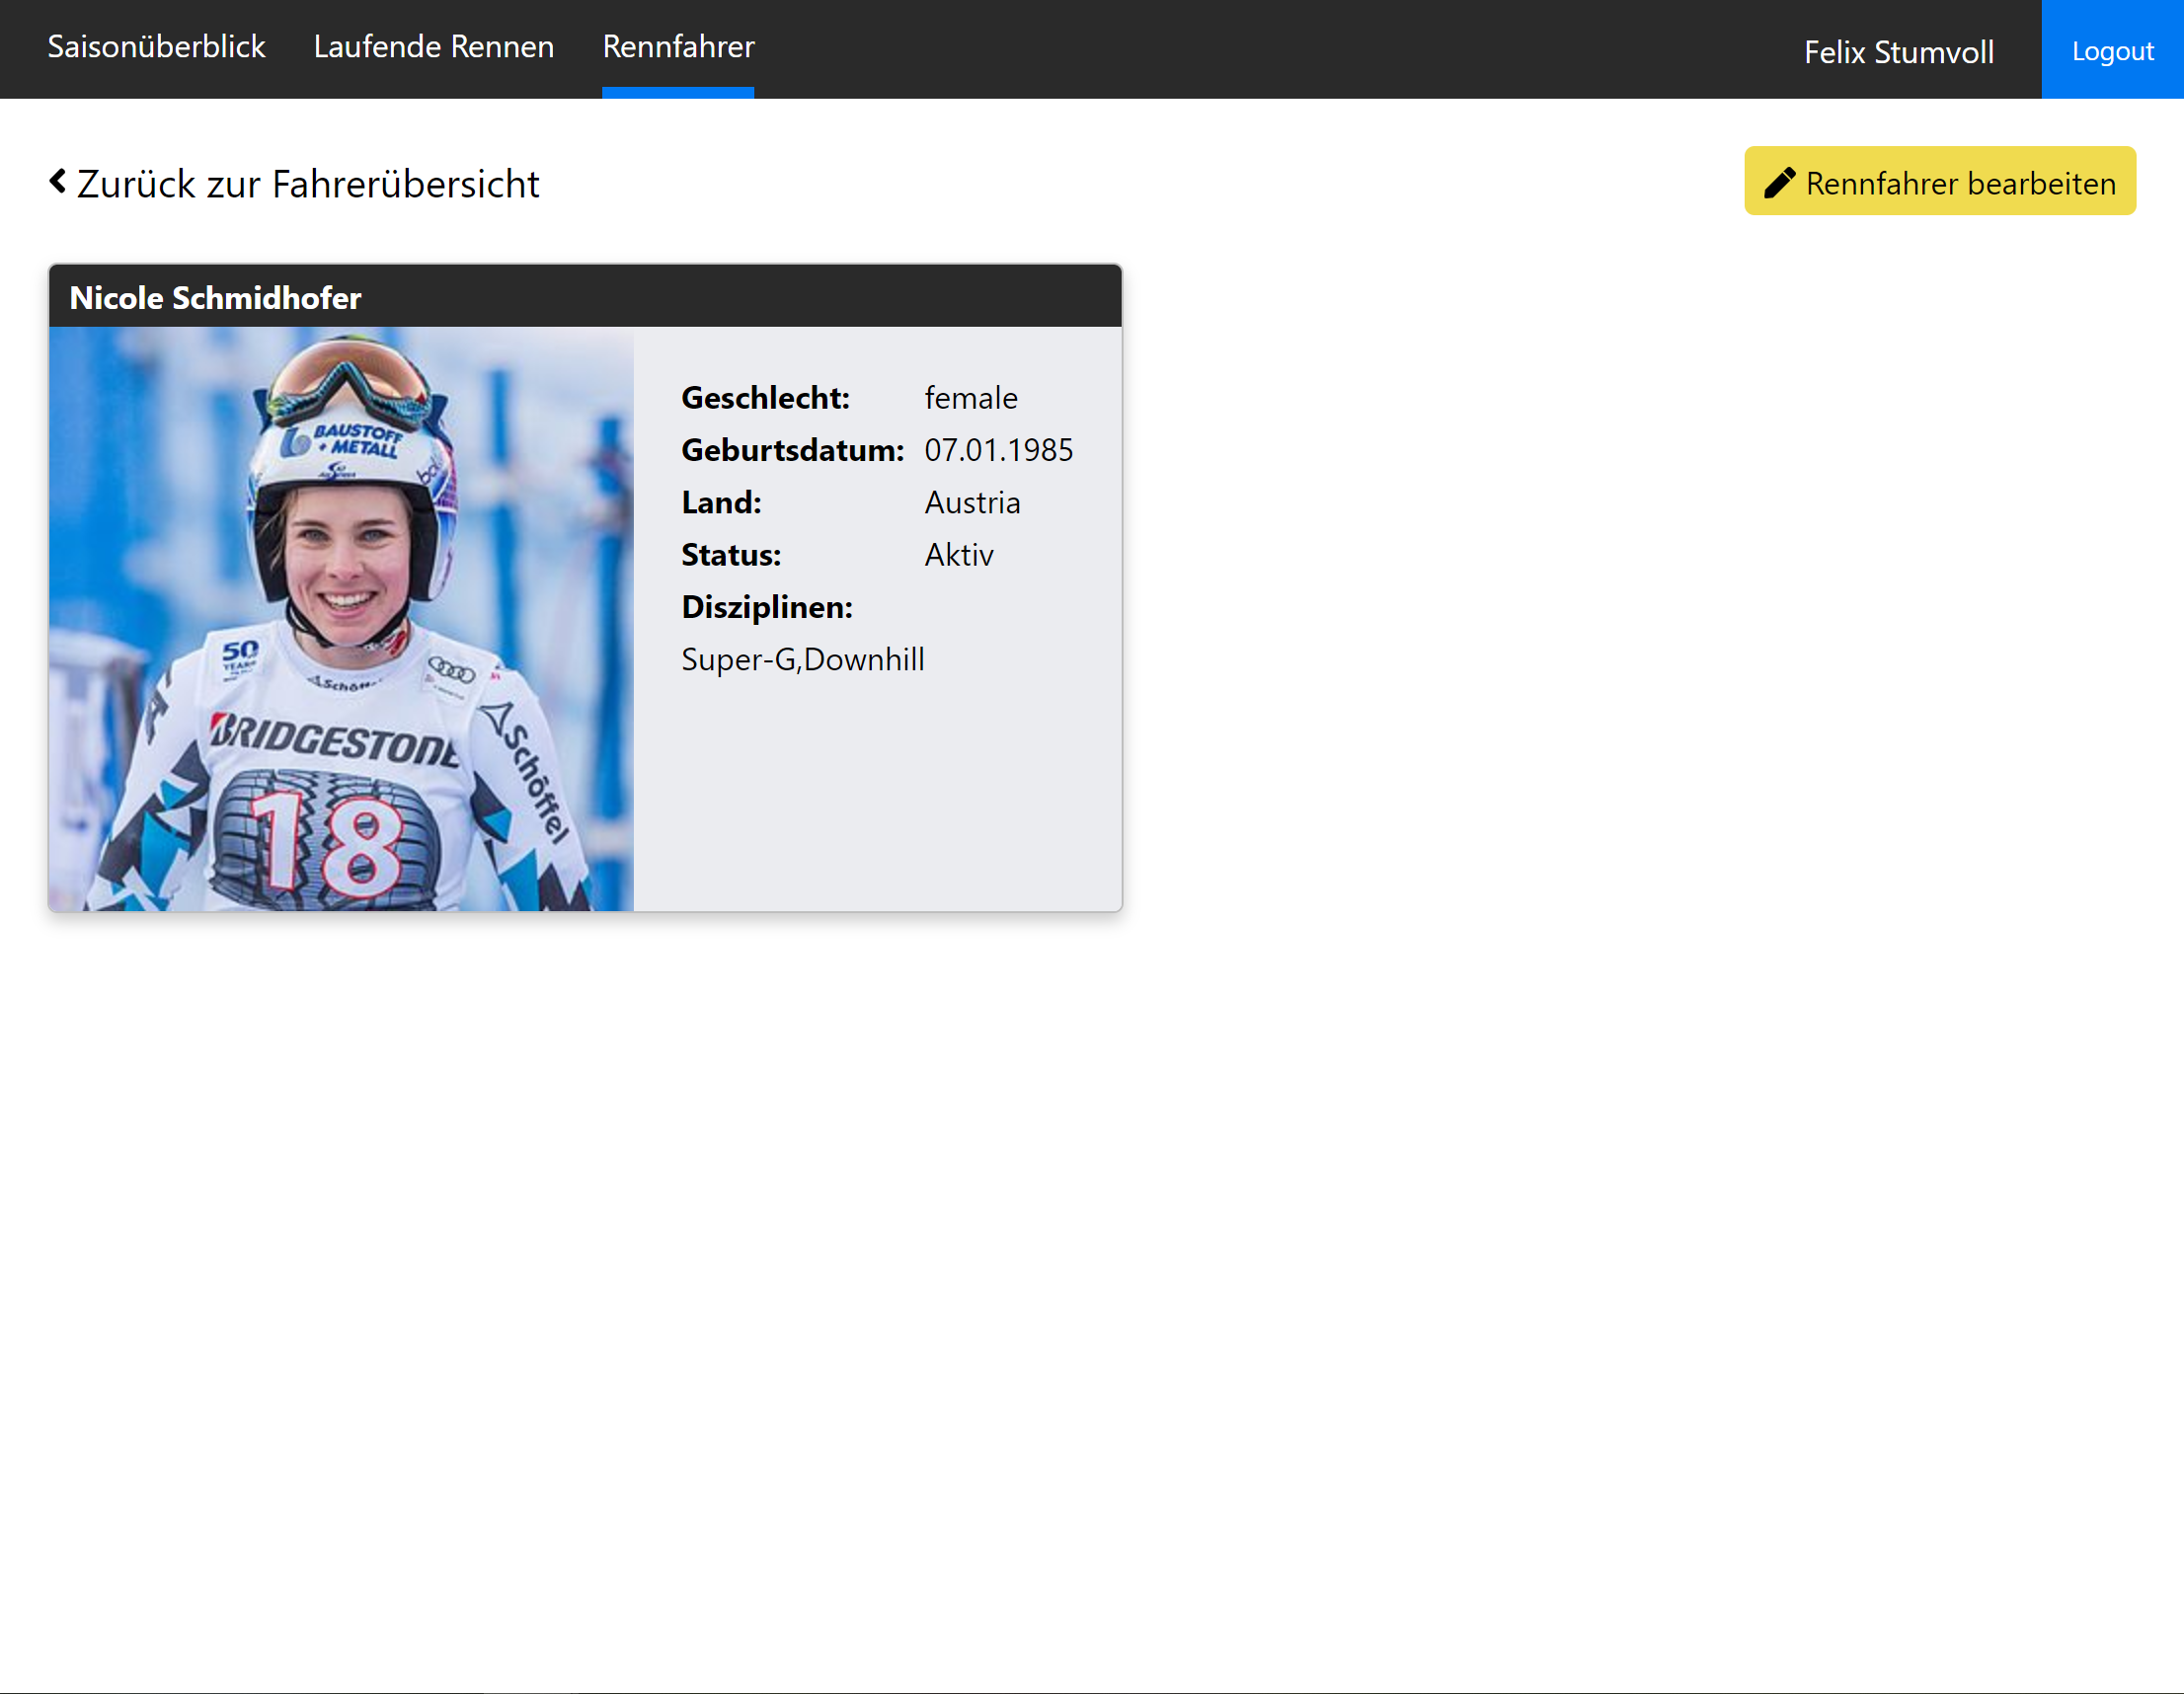 Saisonüberblick Laufende Rennen Rennfahrer Felix Stumvoll Logout
Zurück zur Fahrerübersicht Rennfahrer bearbeiten
Nicole Schmidhofer
BAUSTOFF
+ METALL
50
YEARS
Schöffel
BRIDGESTONE
Schöffel
18
Geschlecht: female
Geburtsdatum: 07.01.1985
Land: Austria
Status: Aktiv
Disziplinen:
Super-G,Downhill